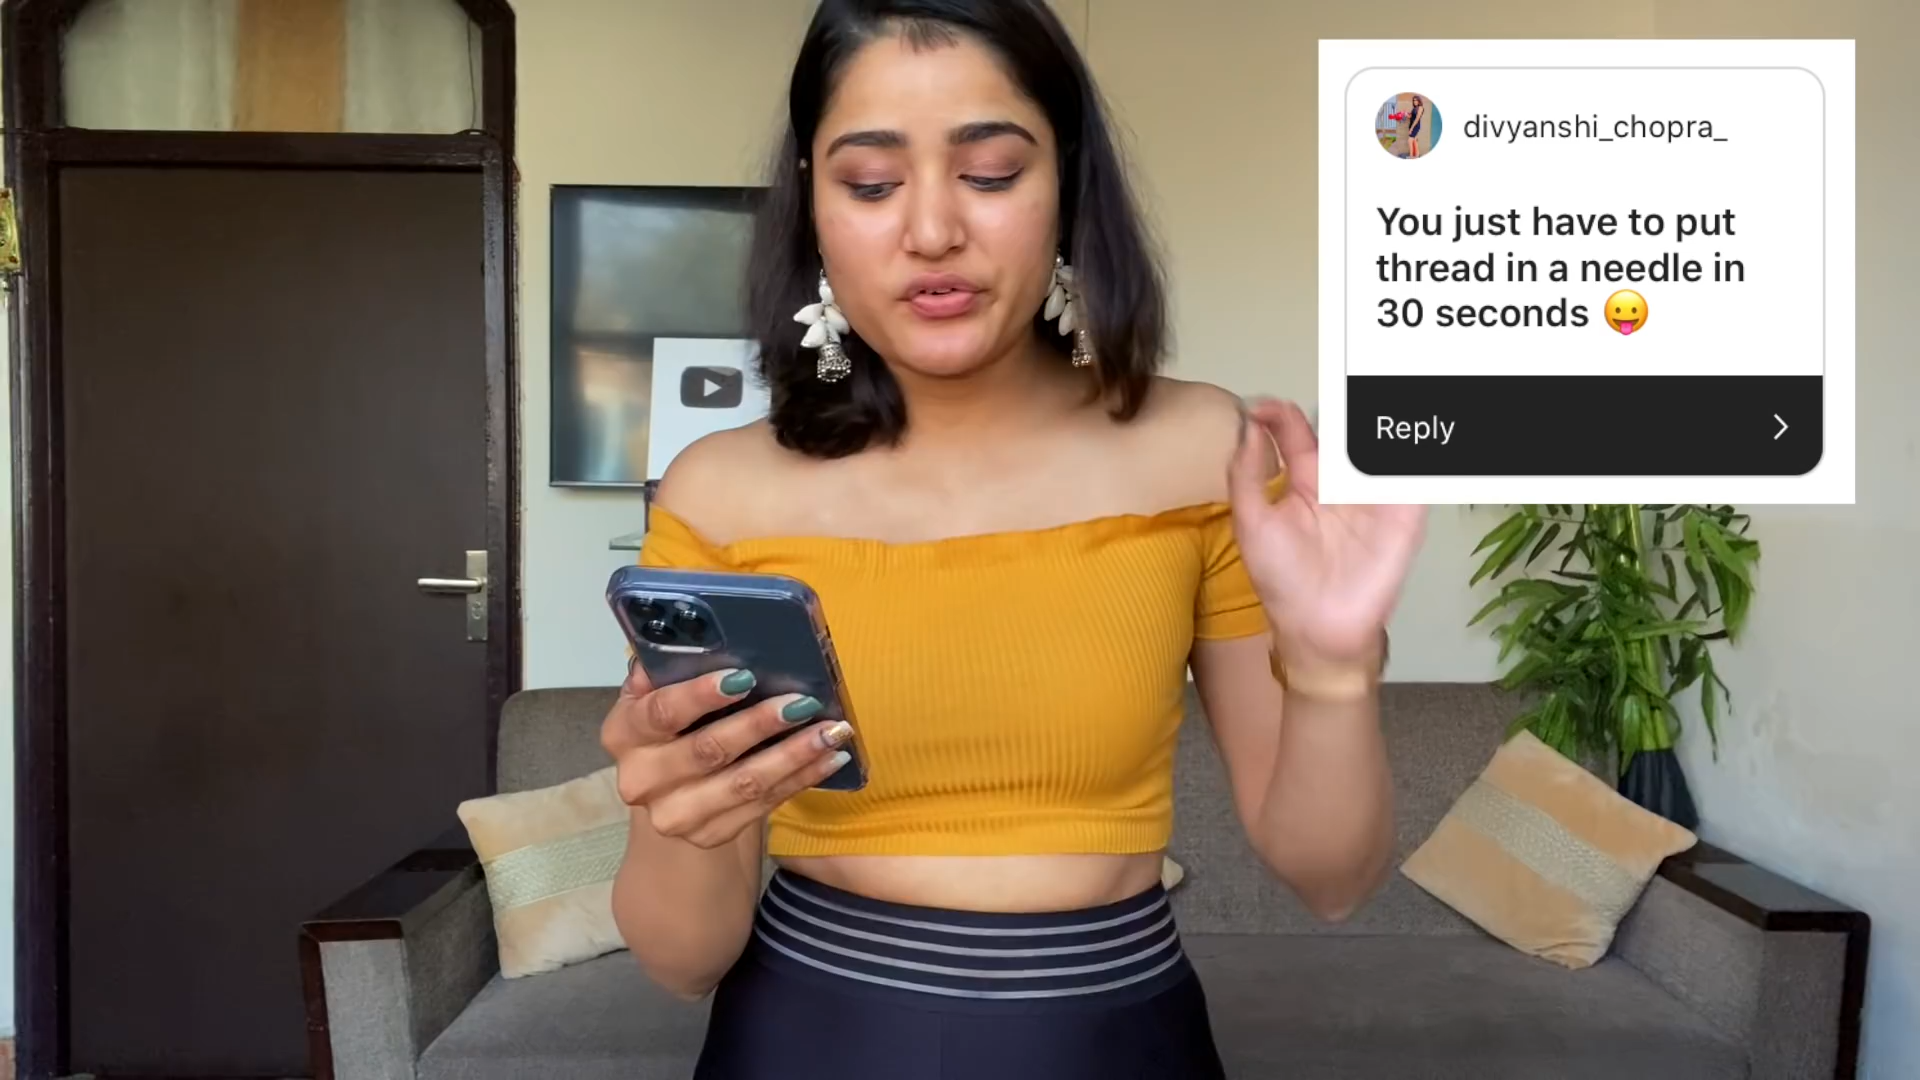 divyanshi_chopra_
You just have to put
thread in a needle in
30 seconds 😛
Reply